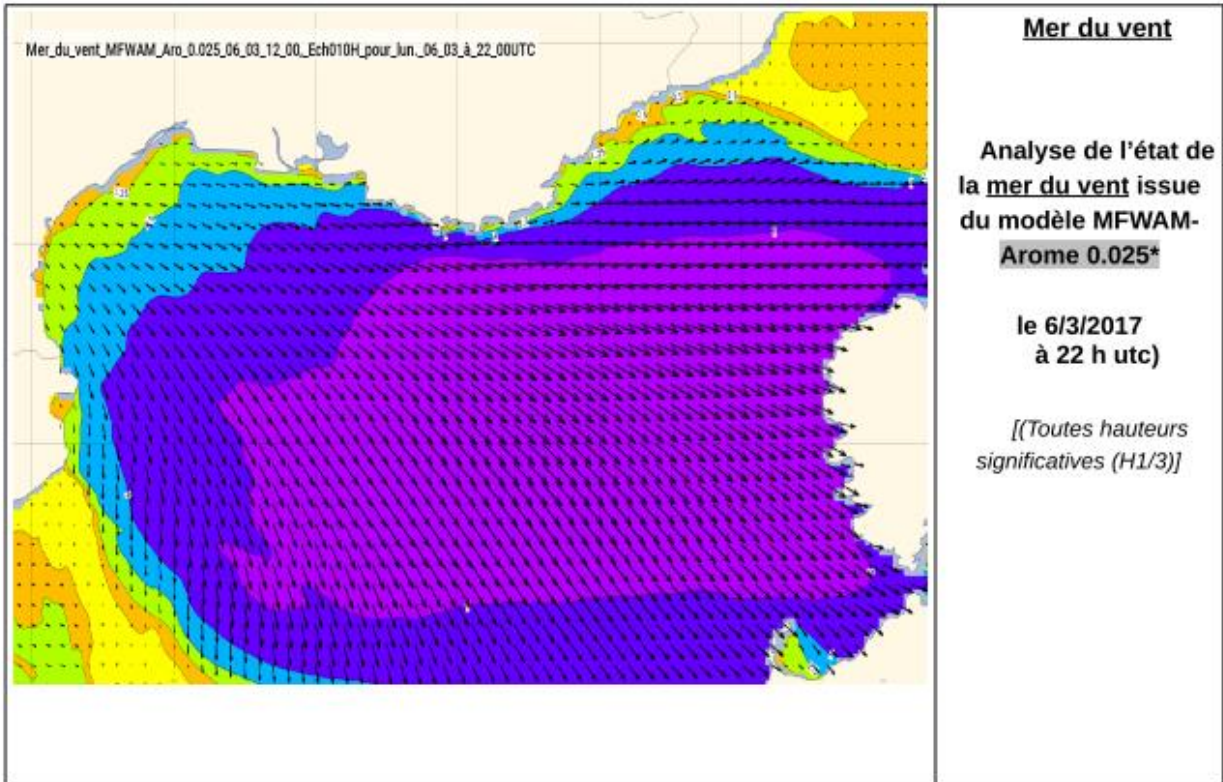 Mer_du_vent_MFWAM_Aro_0.025_06_03_12_00_Ech010H_pour_lun._06_03_à_22_00UTC
Mer du vent
Analyse de l'état de
la mer du vent issue
du modèle MFWAM-
Arome 0.025*
le 6/3/2017
à 22 h utc)
[(Toutes hauteurs
significatives (H1/3)]